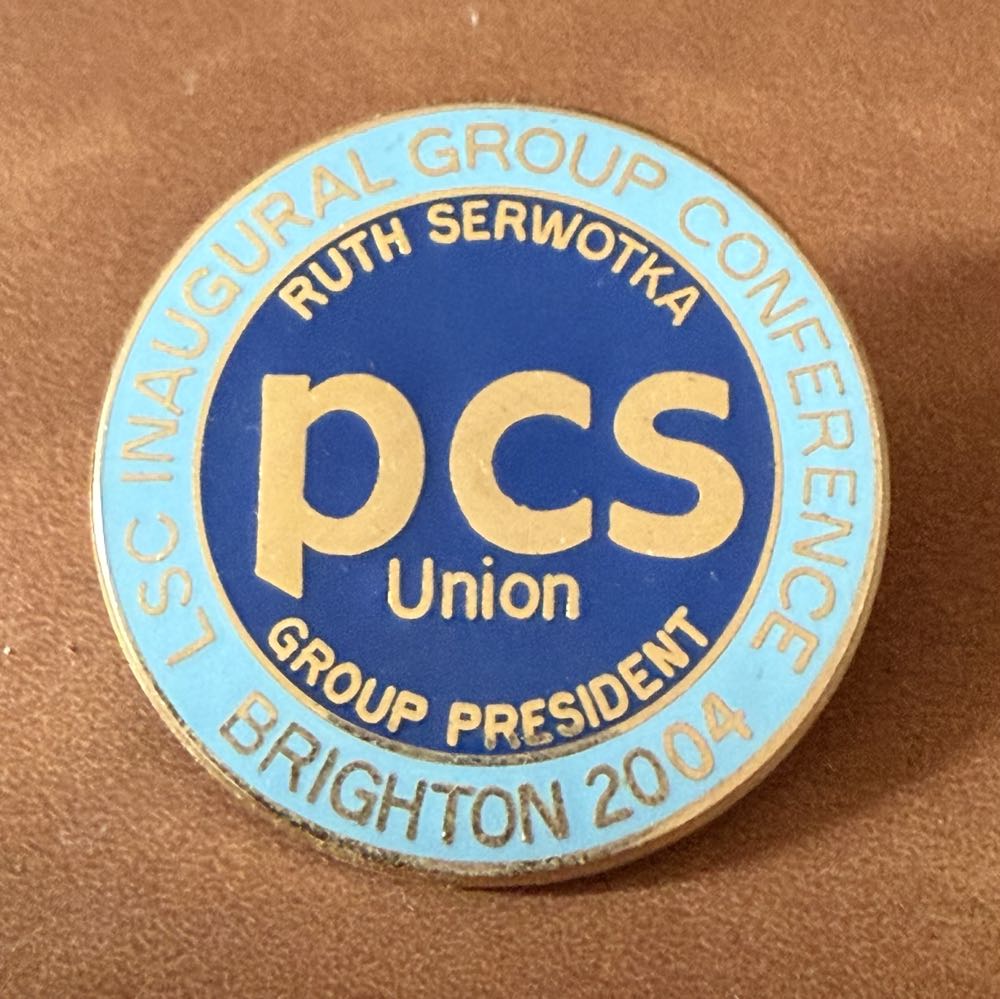 LSC INAUGURAL GROUP CONFERENCE
RUTH SERWOTKA
pcs
Union
GROUP PRESIDENT
BRIGHTON 2004